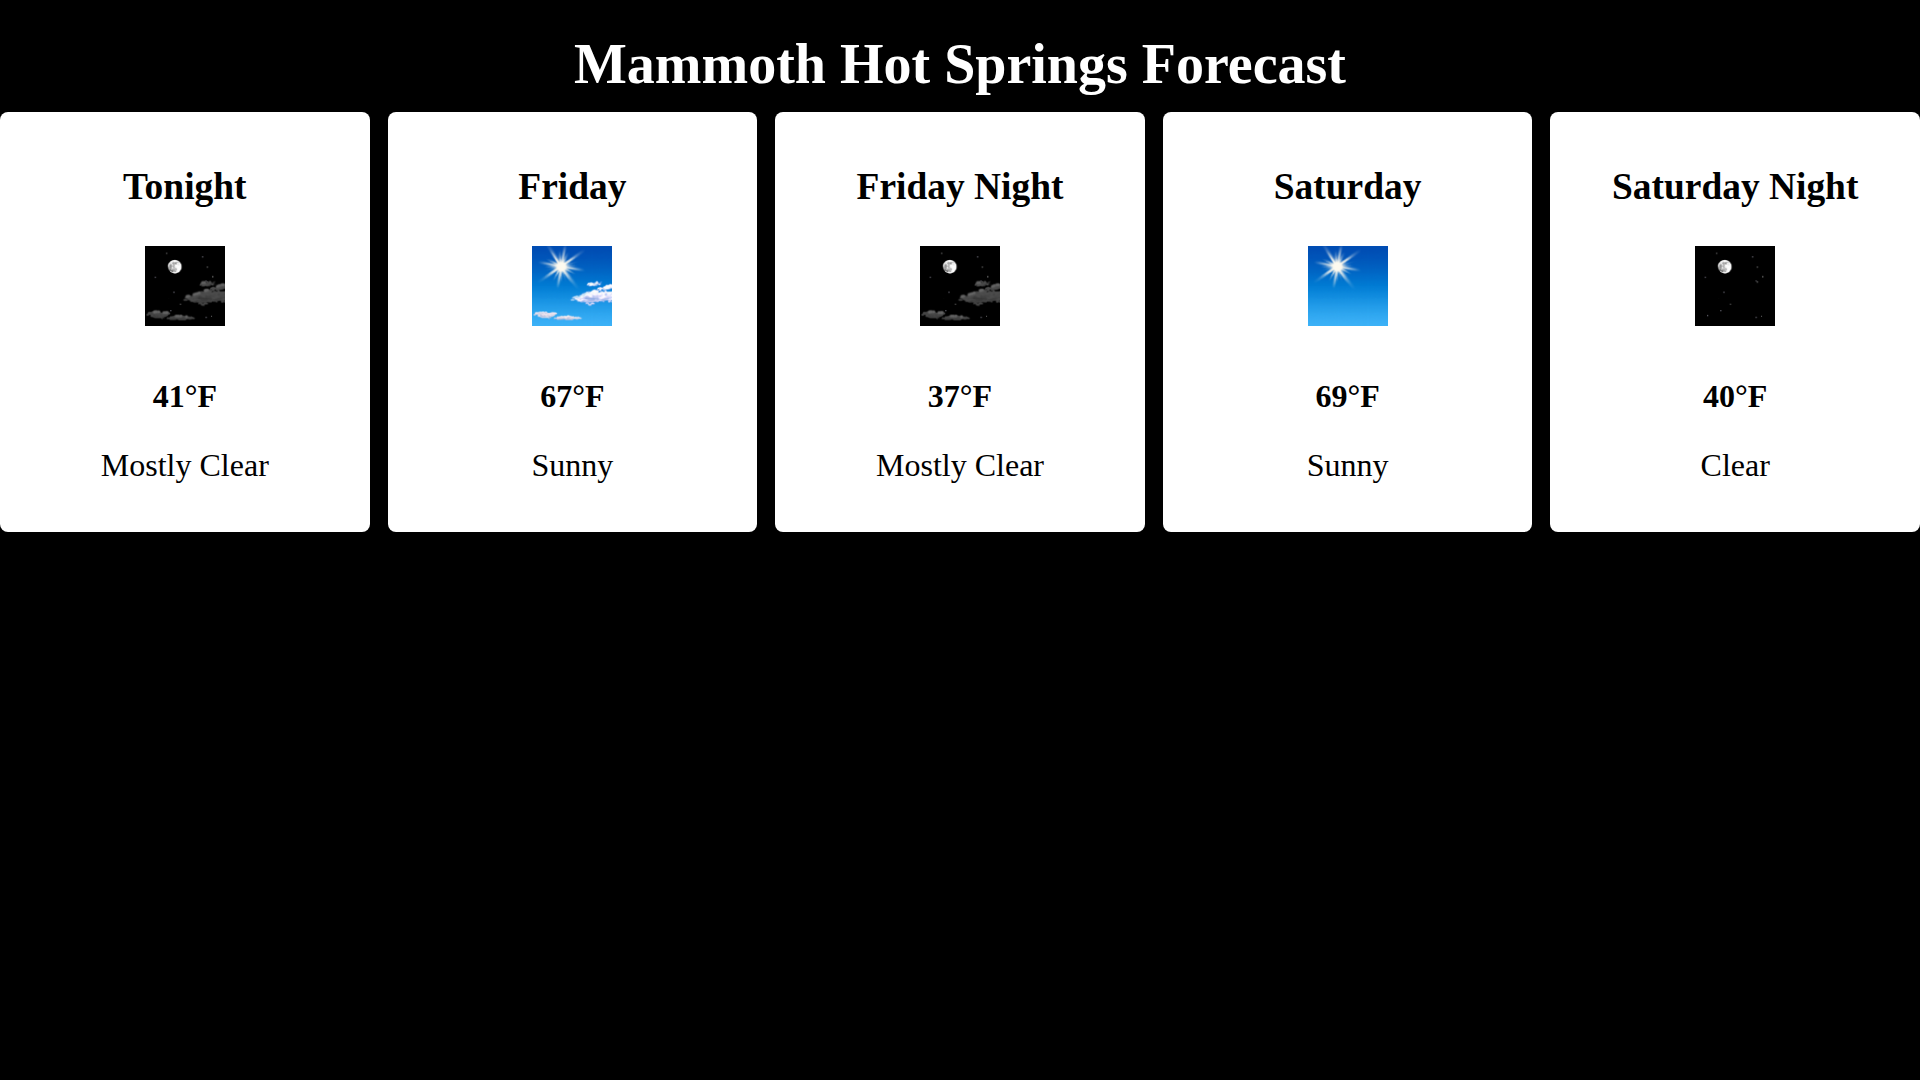 Mammoth Hot Springs Forecast
Tonight
41°F
Mostly Clear
Friday
67°F
Sunny
Friday Night
37°F
Mostly Clear
Saturday
69°F
Sunny
Saturday Night
40°F
Clear